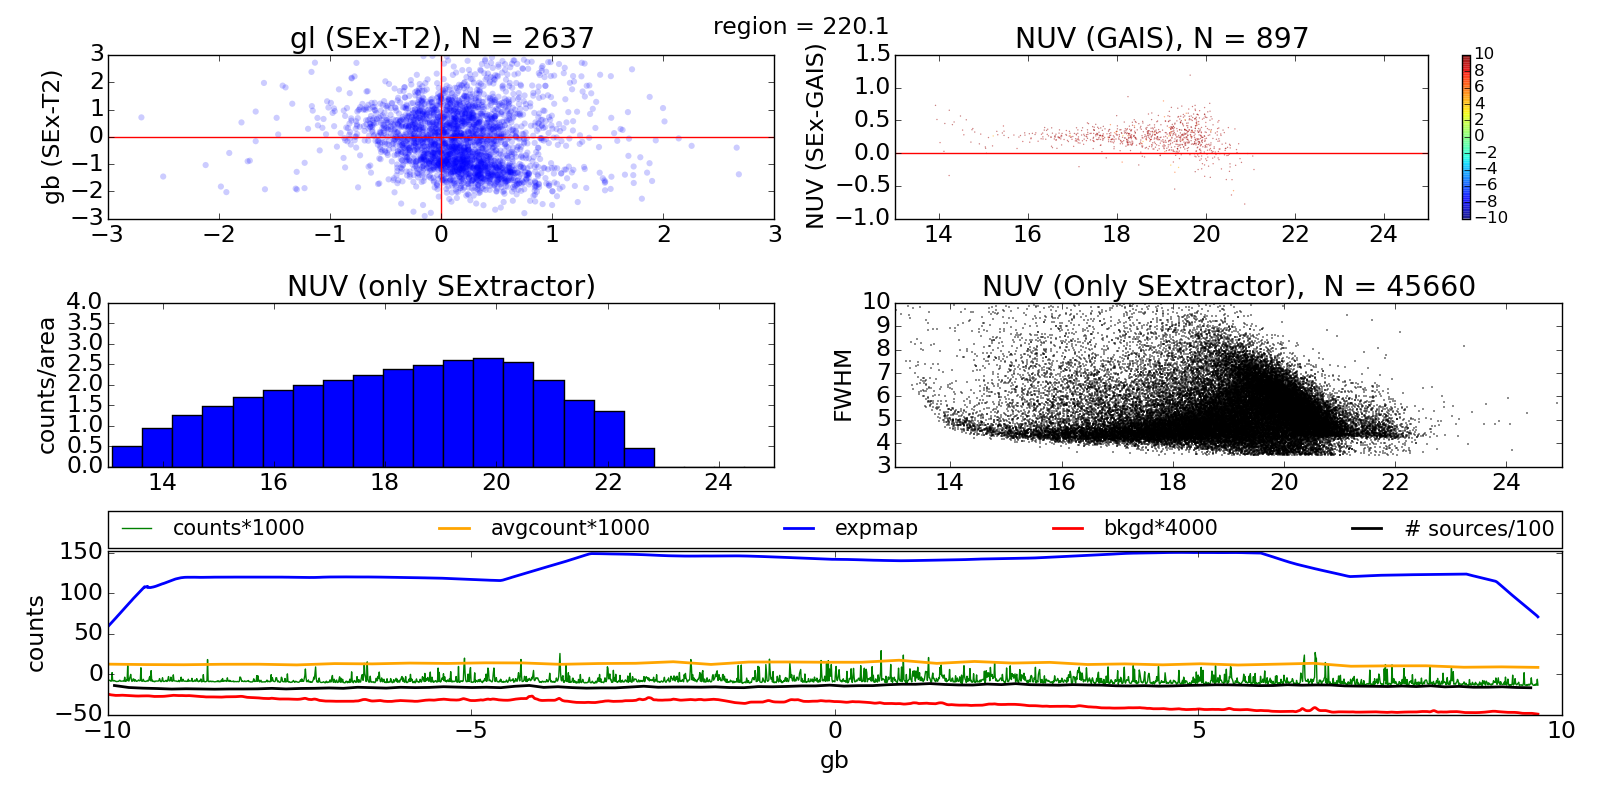 region = 220.1
gl (SEx-T2), N = 2637
gb (SEx-T2)
3
2
1
0
−1
−2
−3
−3 −2 −1 0 1 2 3
NUV (GAIS), N = 897
NUV (SEx-GAIS)
1.5
1.0
0.5
0.0
−0.5
−1.0
14 16 18 20 22 24
10
8
6
4
2
0
−2
−4
−6
−8
−10
NUV (only SExtractor)
counts/area
4.0
3.5
3.0
2.5
2.0
1.5
1.0
0.5
0.0
14 16 18 20 22 24
NUV (Only SExtractor), N = 45660
FWHM
10
9
8
7
6
5
4
3
14 16 18 20 22 24
counts*1000 avgcount*1000 expmap bkgd*4000 # sources/100
counts
150
100
50
0
−50
−10 −5 0 5 10
gb